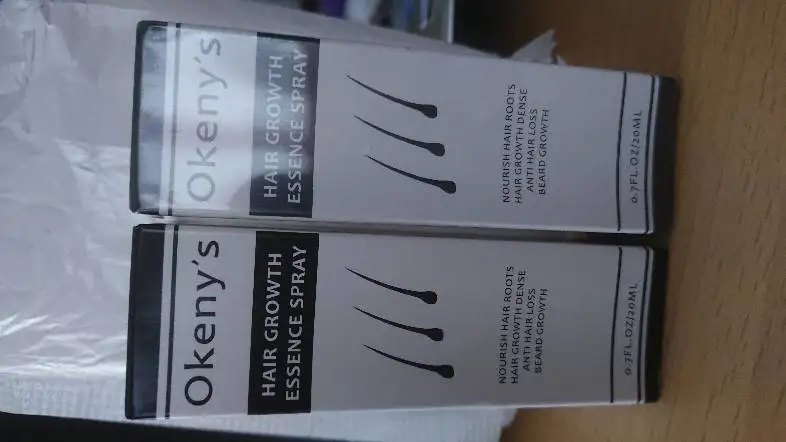 Okeny's
HAIR GROWTH
ESSENCE SPRAY
NOURISH HAIR ROOTS
HAIR GROWTH DENSE
ANTI HAIR LOSS
BEARD GROWTH
0.7FL.OZ/20ML
Okeny's
HAIR GROWTH
ESSENCE SPRAY
NOURISH HAIR ROOTS
HAIR GROWTH DENSE
ANTI HAIR LOSS
BEARD GROWTH
0.7FL.OZ/20ML